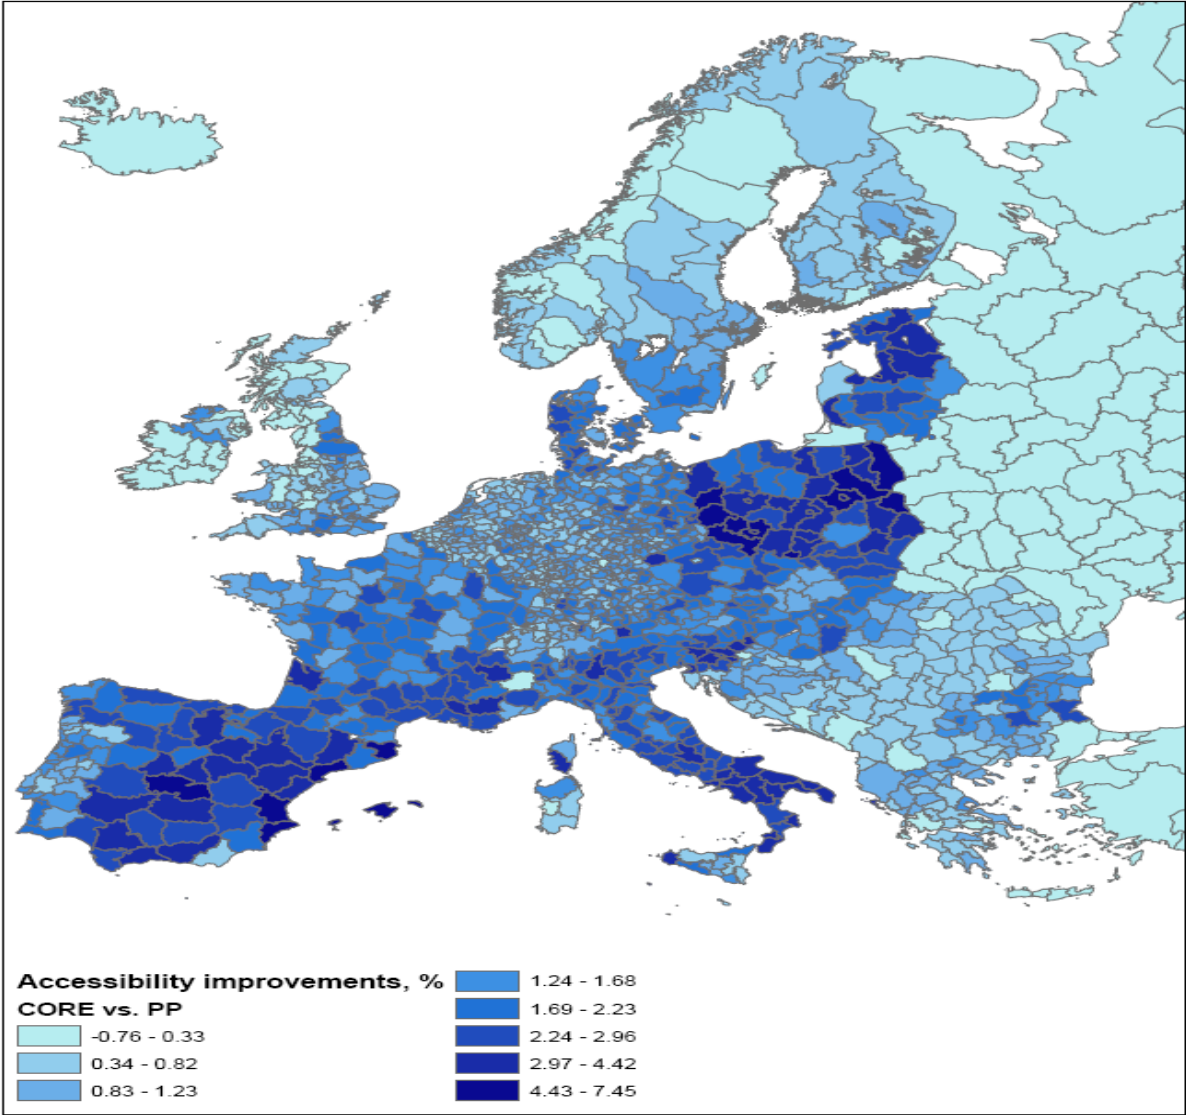 Accessibility improvements, %
CORE vs. PP
-0.76 - 0.33
0.34 - 0.82
0.83 - 1.23
1.24 - 1.68
1.69 - 2.23
2.24 - 2.96
2.97 - 4.42
4.43 - 7.45